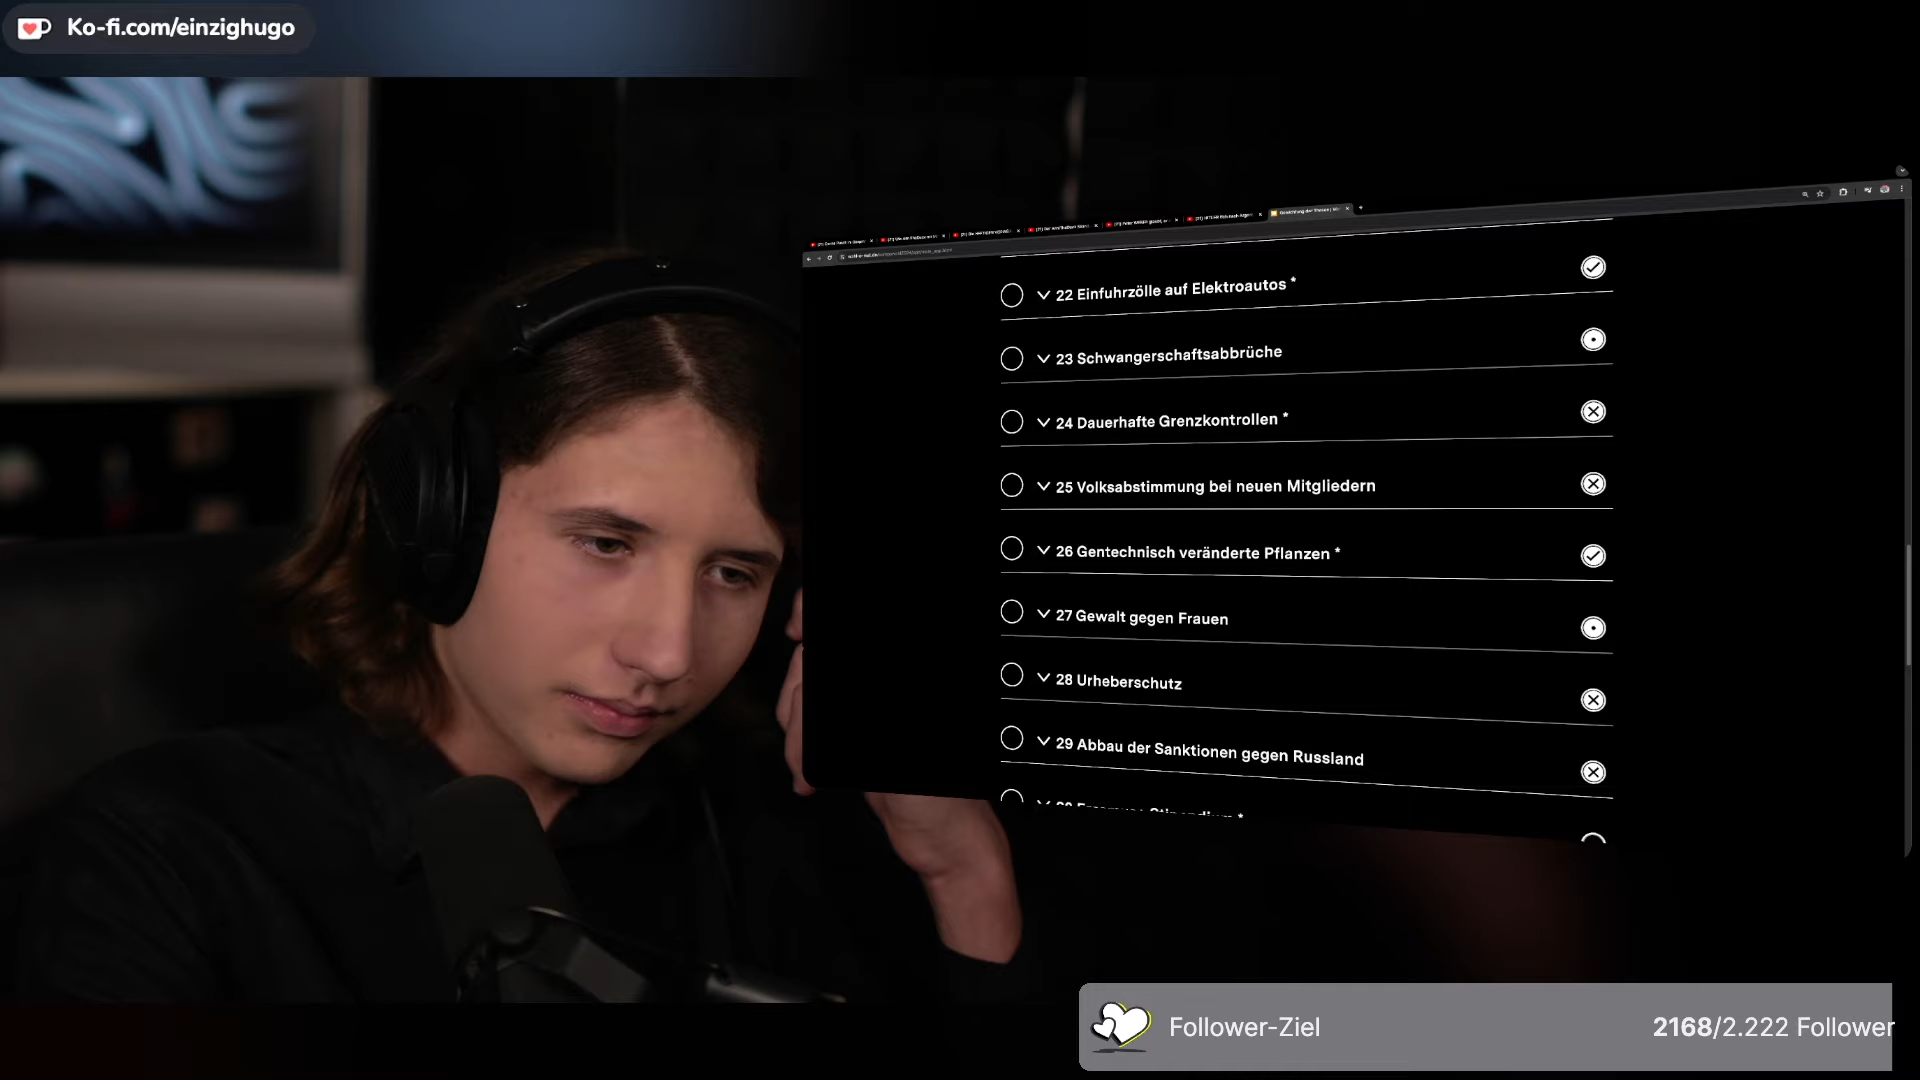 Ko-fi.com/einzighugo
22 Einfuhrzölle auf Elektroautos *
23 Schwangerschaftsabbrüche
24 Dauerhafte Grenzkontrollen *
25 Volksabstimmung bei neuen Mitgliedern
26 Gentechnisch veränderte Pflanzen *
27 Gewalt gegen Frauen
28 Urheberschutz
29 Abbau der Sanktionen gegen Russland
Follower-Ziel
2168/2.222 Follower